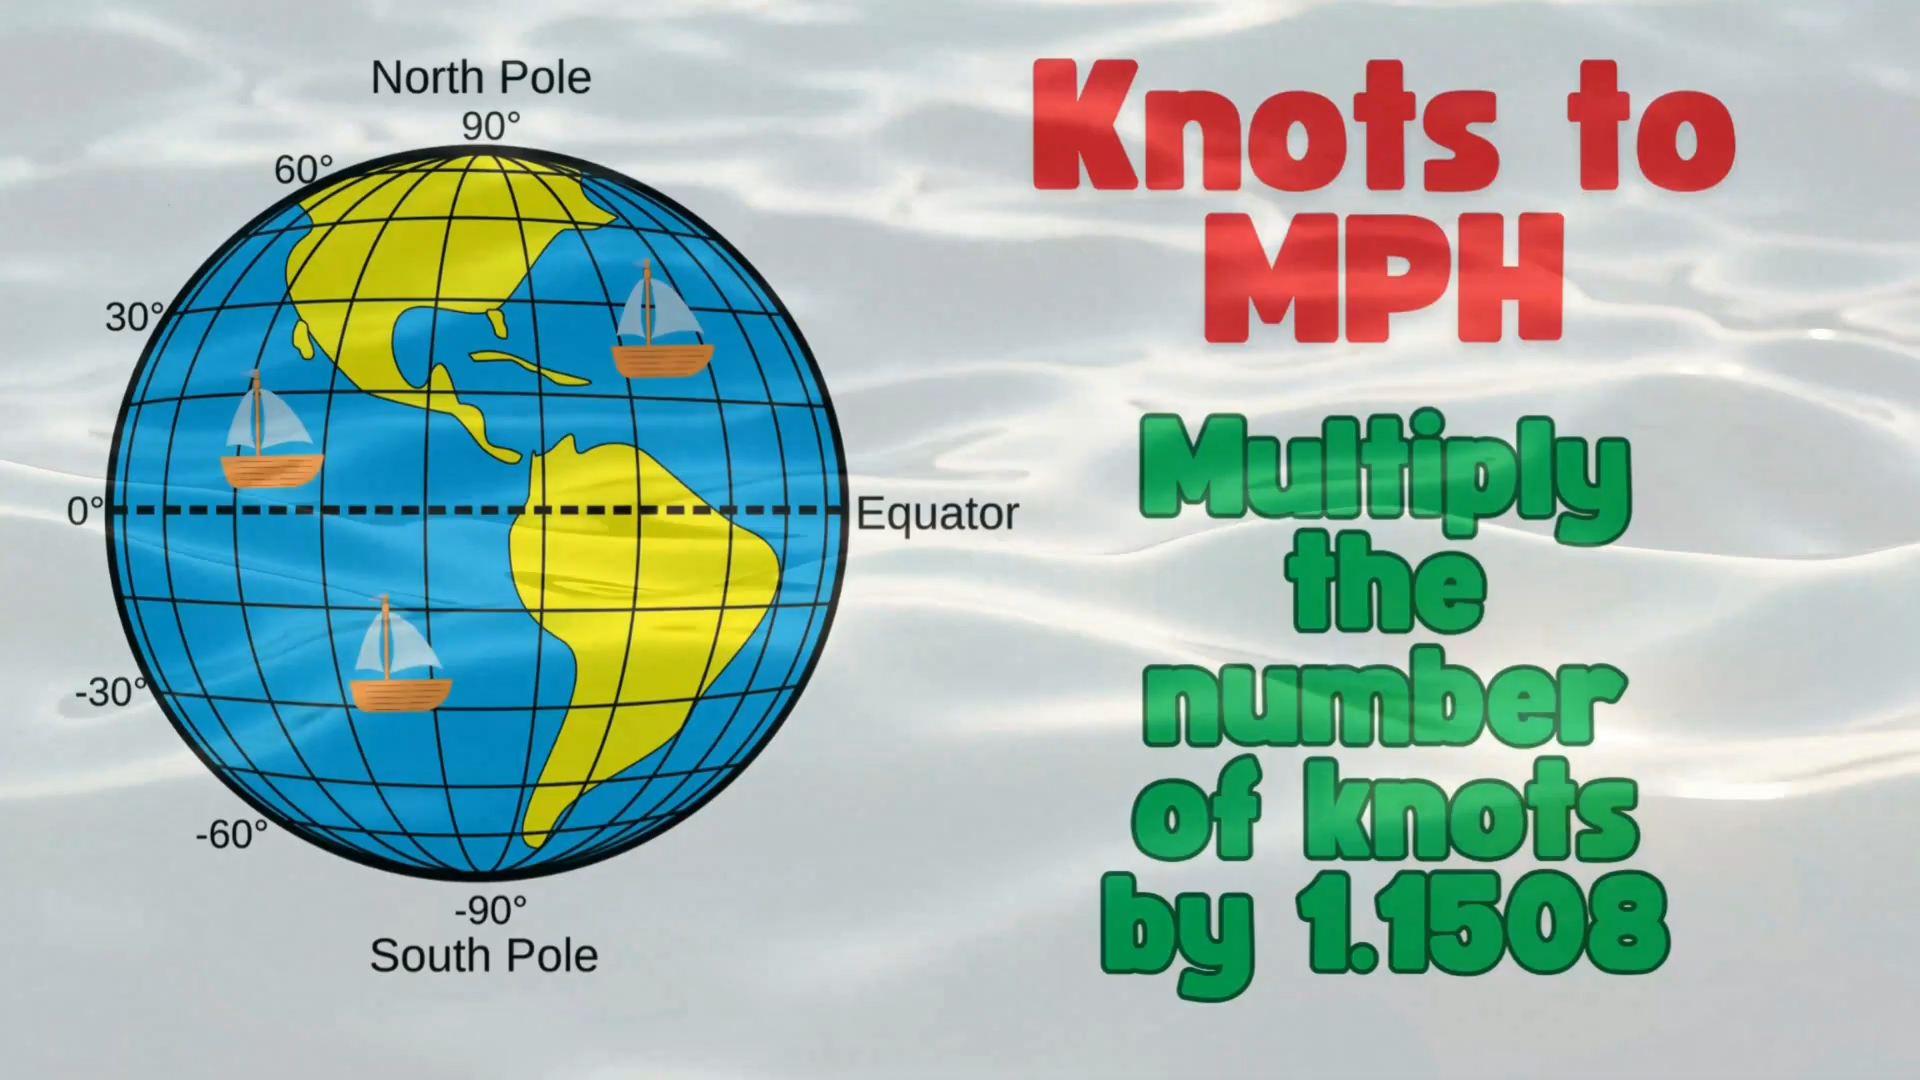 North Pole
90°
60°
30°
0°
Equator
-30°
-60°
-90°
South Pole
Knots to
MPH
Multiply
the
number
of knots
by 1.1508